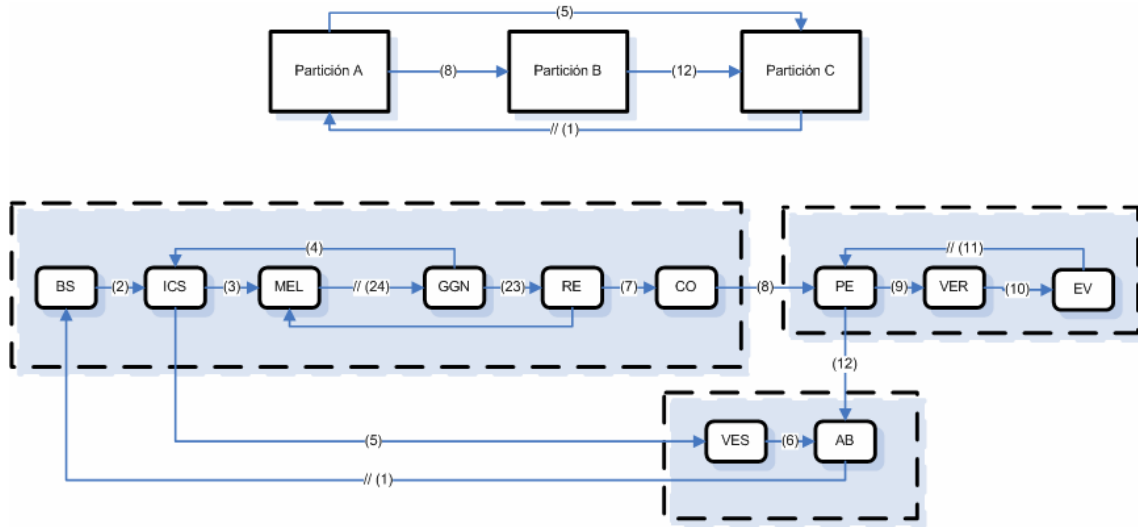 (5)
Partición A
(8)
Partición B
(12)
Partición C
// (1)
(4)
// (11)
BS
(2)
ICS
(3)
MEL
// (24)
GGN
(23)
RE
(7)
CO
(8)
PE
(9)
VER
(10)
EV
(12)
(5)
VES
(6)
AB
// (1)